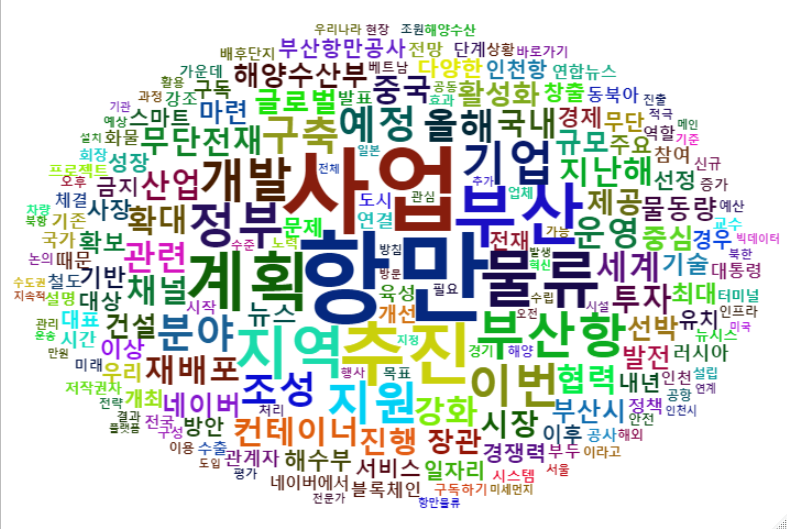 우리나라 현장 조원 해양수산
배후단지 부산항만공사 전망 단계 상황 바로가기
가운데 해양수산부 베트남 중국 다양한 인천항 연합뉴스
활용 구독 글로벌 발표 공동 효과 활성화 창출 동북아 진출
과정 강조 마련 예정 올해 국내 경제 무단 적극 메인
기관 예상 스마트 구축 규모 주요 역할 기준
설치 화물 무단전재 일본 기업 지난해 참여
회장 성장 개발 전체 사업 추가 선정 신규
프로젝트 오후 금지 산업 관심 업체 부산 제공 물동량 증가
차량 체결 사장 확대 정부 도시 예산
북항 기존 문제 연결 전재 가능 운영 중심 경우 교수
국가 확보 관련 수준 노력 방침 발생 북한 빅데이터
논의 때문 계획 항만 물류 세계 기술 대통령
수도권 철도 기반 채널 방문 혁신
지속적 설명 대상 시작 육성 필요 수립 시설 투자 최대 터미널
대표 뉴스 개선 오전 유치 인프라
관리 건설 분야 지정 부산항 선박 미국
운송 시간 이상 지역 추진 경기 해양 발전 뉴시스
만원 러시아
미래 우리 재배포 행사 목표 이번 협력 내년 인천 설립
저작권자 조성 지원 공항 연계
전략 개최 네이버 처리 강화 시장 부산시 정책 인천시
결과 안전
플랫폼 전국 구성 방안 컨테이너 진행 장관 이후 공사 해외
이용 수출 관계자 해수부 경쟁력 부두 이라고
도입 평가 서비스 일자리 시스템 서울
네이버에서 블록체인 구독하기 미세먼지
전문가 항만물류